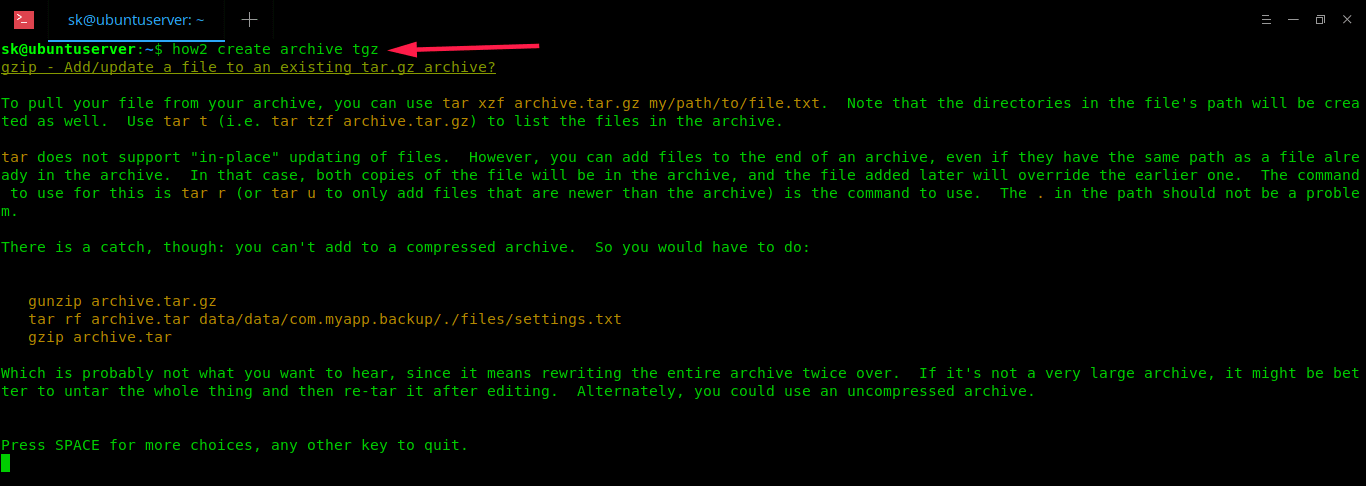 sk@ubuntuserver: ~
sk@ubuntuserver:~$ how2 create archive tgz
gzip - Add/update a file to an existing tar.gz archive?
To pull your file from your archive, you can use tar xzf archive.tar.gz my/path/to/file.txt.  Note that the directories in the file's path will be crea
ted as well.  Use tar t (i.e. tar tzf archive.tar.gz) to list the files in the archive.
tar does not support "in-place" updating of files.  However, you can add files to the end of an archive, even if they have the same path as a file alre
ady in the archive.  In that case, both copies of the file will be in the archive, and the file added later will override the earlier one.  The command
 to use for this is tar r (or tar u to only add files that are newer than the archive) is the command to use.  The . in the path should not be a proble
m.
There is a catch, though: you can't add to a compressed archive.  So you would have to do:
   gunzip archive.tar.gz
   tar rf archive.tar data/data/com.myapp.backup/./files/settings.txt
   gzip archive.tar
Which is probably not what you want to hear, since it means rewriting the entire archive twice over.  If it's not a very large archive, it might be bet
ter to untar the whole thing and then re-tar it after editing.  Alternately, you could use an uncompressed archive.
Press SPACE for more choices, any other key to quit.